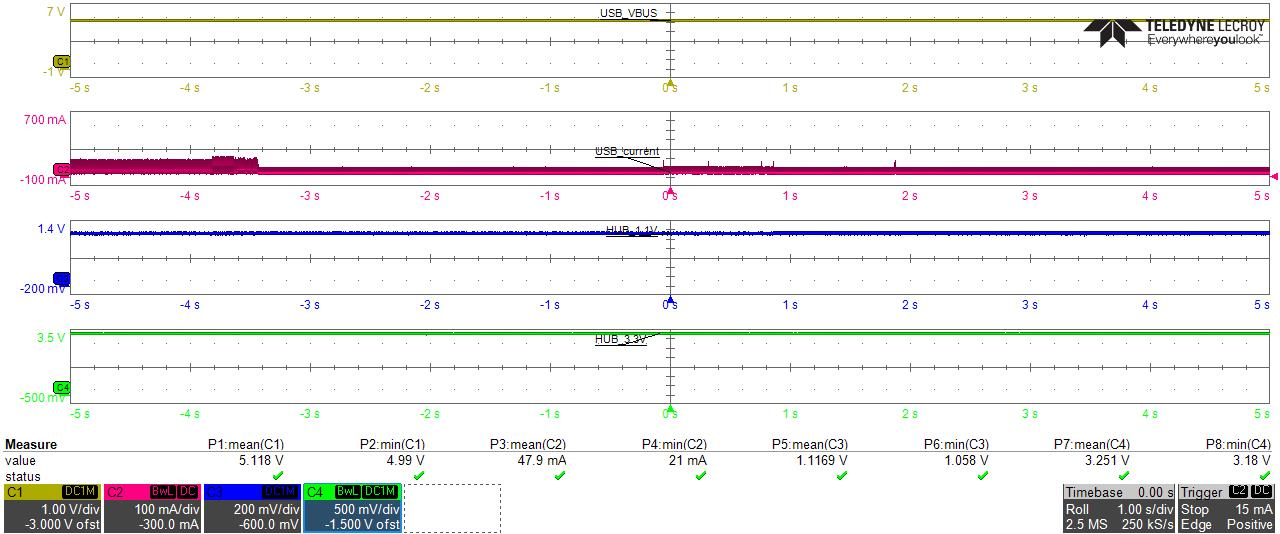 7 V
USB_VBUS
TELEDYNE LECROY
Everywhereyoulook™
C1
-1 V
-5 s -4 s -3 s -2 s -1 s 0 s 1 s 2 s 3 s 4 s 5 s
700 mA
USB_current
C2
-100 mA
-5 s -4 s -3 s -2 s -1 s 0 s 1 s 2 s 3 s 4 s 5 s
1.4 V
HUB_1.1V
C3
-200 mV
-5 s -4 s -3 s -2 s -1 s 0 s 1 s 2 s 3 s 4 s 5 s
3.5 V
HUB_3.3V
C4
-500 mV
-5 s -4 s -3 s -2 s -1 s 0 s 1 s 2 s 3 s 4 s 5 s
Measure P1:mean(C1) P2:min(C1) P3:mean(C2) P4:min(C2) P5:mean(C3) P6:min(C3) P7:mean(C4) P8:min(C4)
value 5.118 V 4.99 V 47.9 mA 21 mA 1.1169 V 1.058 V 3.251 V 3.18 V
status
C1 DC1M C2 BwL DC C3 DC1M C4 BwL DC1M Timebase 0.00 s Trigger C2 DC
1.00 V/div 100 mA/div 200 mV/div 500 mV/div Roll 1.00 s/div Stop 15 mA
-3.000 V ofst -300.0 mA -600.0 mV -1.500 V ofst 2.5 MS 250 kS/s Edge Positive